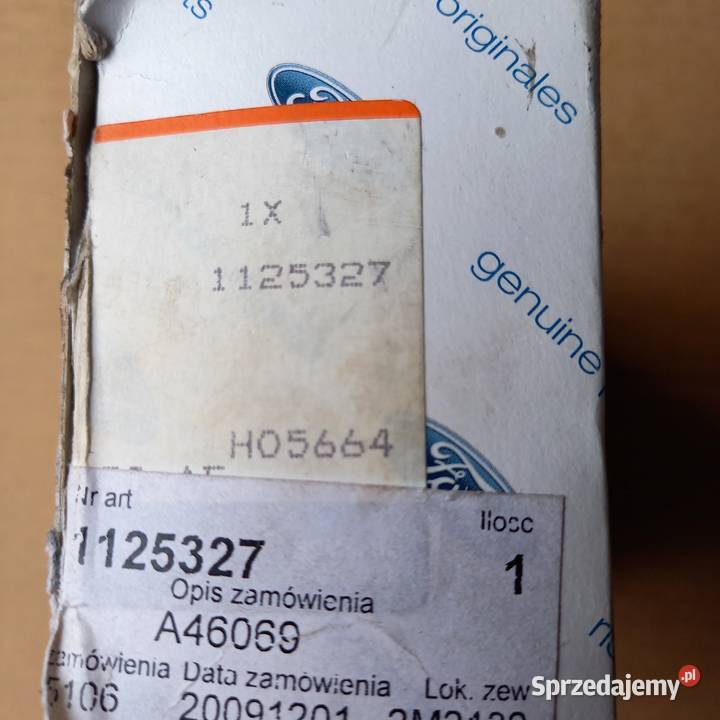 originales
1X
1125327
genuine
H05664
Nr art
Ilosc
1125327
1
Opis zamówienia
A46069
zamówienia Data zamówienia Lok. zew
5106 20091201
Sprzedajemy.pl